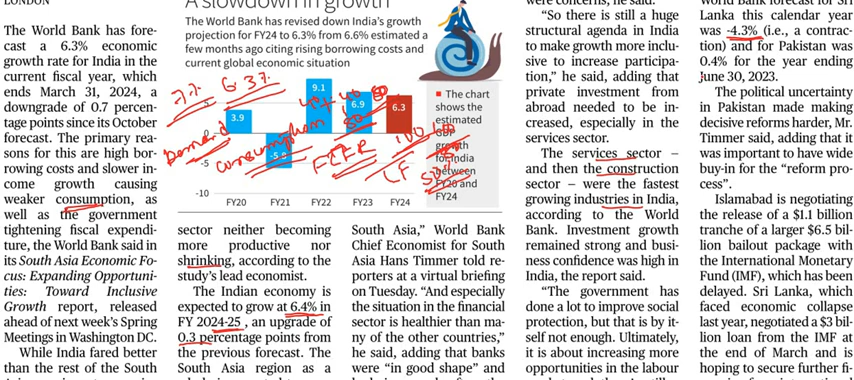 LONDON
The World Bank has fore-
cast a 6.3% economic
growth rate for India in the
current fiscal year, which
ends March 31, 2024, a
downgrade of 0.7 percen-
tage points since its October
forecast. The primary rea-
sons for this are high bor-
rowing costs and slower in-
come growth causing
weaker consumption, as
well as the government
tightening fiscal expendi-
ture, the World Bank said in
its South Asia Economic Fo-
cus: Expanding Opportuni-
ties: Toward Inclusive
Growth report, released
ahead of next week's Spring
Meetings in Washington DC.
While India fared better
than the rest of the South
A slowdown in growth
The World Bank has revised down India's growth
projection for FY24 to 6.3% from 6.6% estimated a
few months ago citing rising borrowing costs and
current global economic situation
7% 6.3%
Demand
Consumption
3.9
-5.8
9.1
6.9
6.3
5
0
-5
-10
FY20 FY21 FY22 FY23 FY24
LF
100
■ The chart
shows the
estimated
GDP
growth
for India
between
FY20 and
FY24
sector neither becoming
more productive nor
shrinking, according to the
study's lead economist.
The Indian economy is
expected to grow at 6.4% in
FY 2024-25, an upgrade of
0.3 percentage points from
the previous forecast. The
South Asia region as a
South Asia," World Bank
Chief Economist for South
Asia Hans Timmer told re-
porters at a virtual briefing
on Tuesday. "And especially
the situation in the financial
sector is healthier than ma-
ny of the other countries,"
he said, adding that banks
were "in good shape" and
were concerns, he said.
"So there is still a huge
structural agenda in India
to make growth more inclu-
sive to increase participa-
tion," he said, adding that
private investment from
abroad needed to be in-
creased, especially in the
services sector.
The services sector –
and then the construction
sector – were the fastest
growing industries in India,
according to the World
Bank. Investment growth
remained strong and busi-
ness confidence was high in
India, the report said.
"The government has
done a lot to improve social
protection, but that is by it-
self not enough. Ultimately,
it is about increasing more
opportunities in the labour
World Bank forecast for Sri
Lanka this calendar year
was -4.3% (i.e., a contrac-
tion) and for Pakistan was
0.4% for the year ending
June 30, 2023.
The political uncertainty
in Pakistan made making
decisive reforms harder, Mr.
Timmer said, adding that it
was important to have wide
buy-in for the "reform pro-
cess".
Islamabad is negotiating
the release of a $1.1 billion
tranche of a larger $6.5 bil-
lion bailout package with
the International Monetary
Fund (IMF), which has been
delayed. Sri Lanka, which
faced economic collapse
last year, negotiated a $3 bil-
lion loan from the IMF at
the end of March and is
hoping to secure further fi-